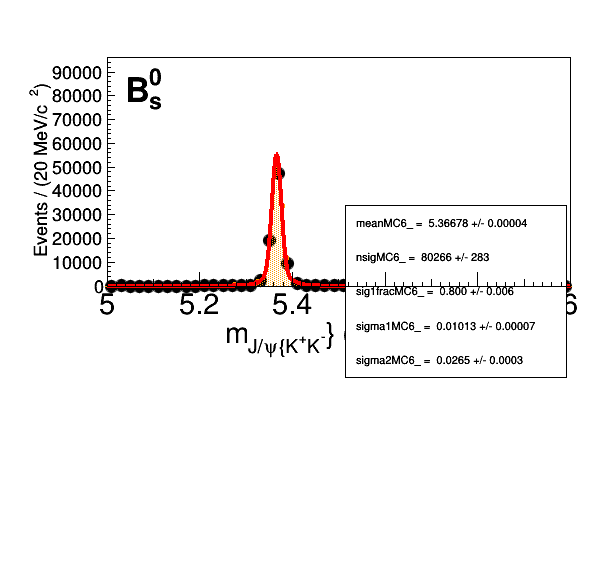 Events / (20 MeV/c 2)
90000
80000
70000
60000
50000
40000
30000
20000
10000
0
B0s
5 5.2 5.4 6
mJ/ψ{K+K-} (
meanMC6_ = 5.36678 +/- 0.00004
nsigMC6_ = 80266 +/- 283
sig1fracMC6_ = 0.800 +/- 0.006
sigma1MC6_ = 0.01013 +/- 0.00007
sigma2MC6_ = 0.0265 +/- 0.0003